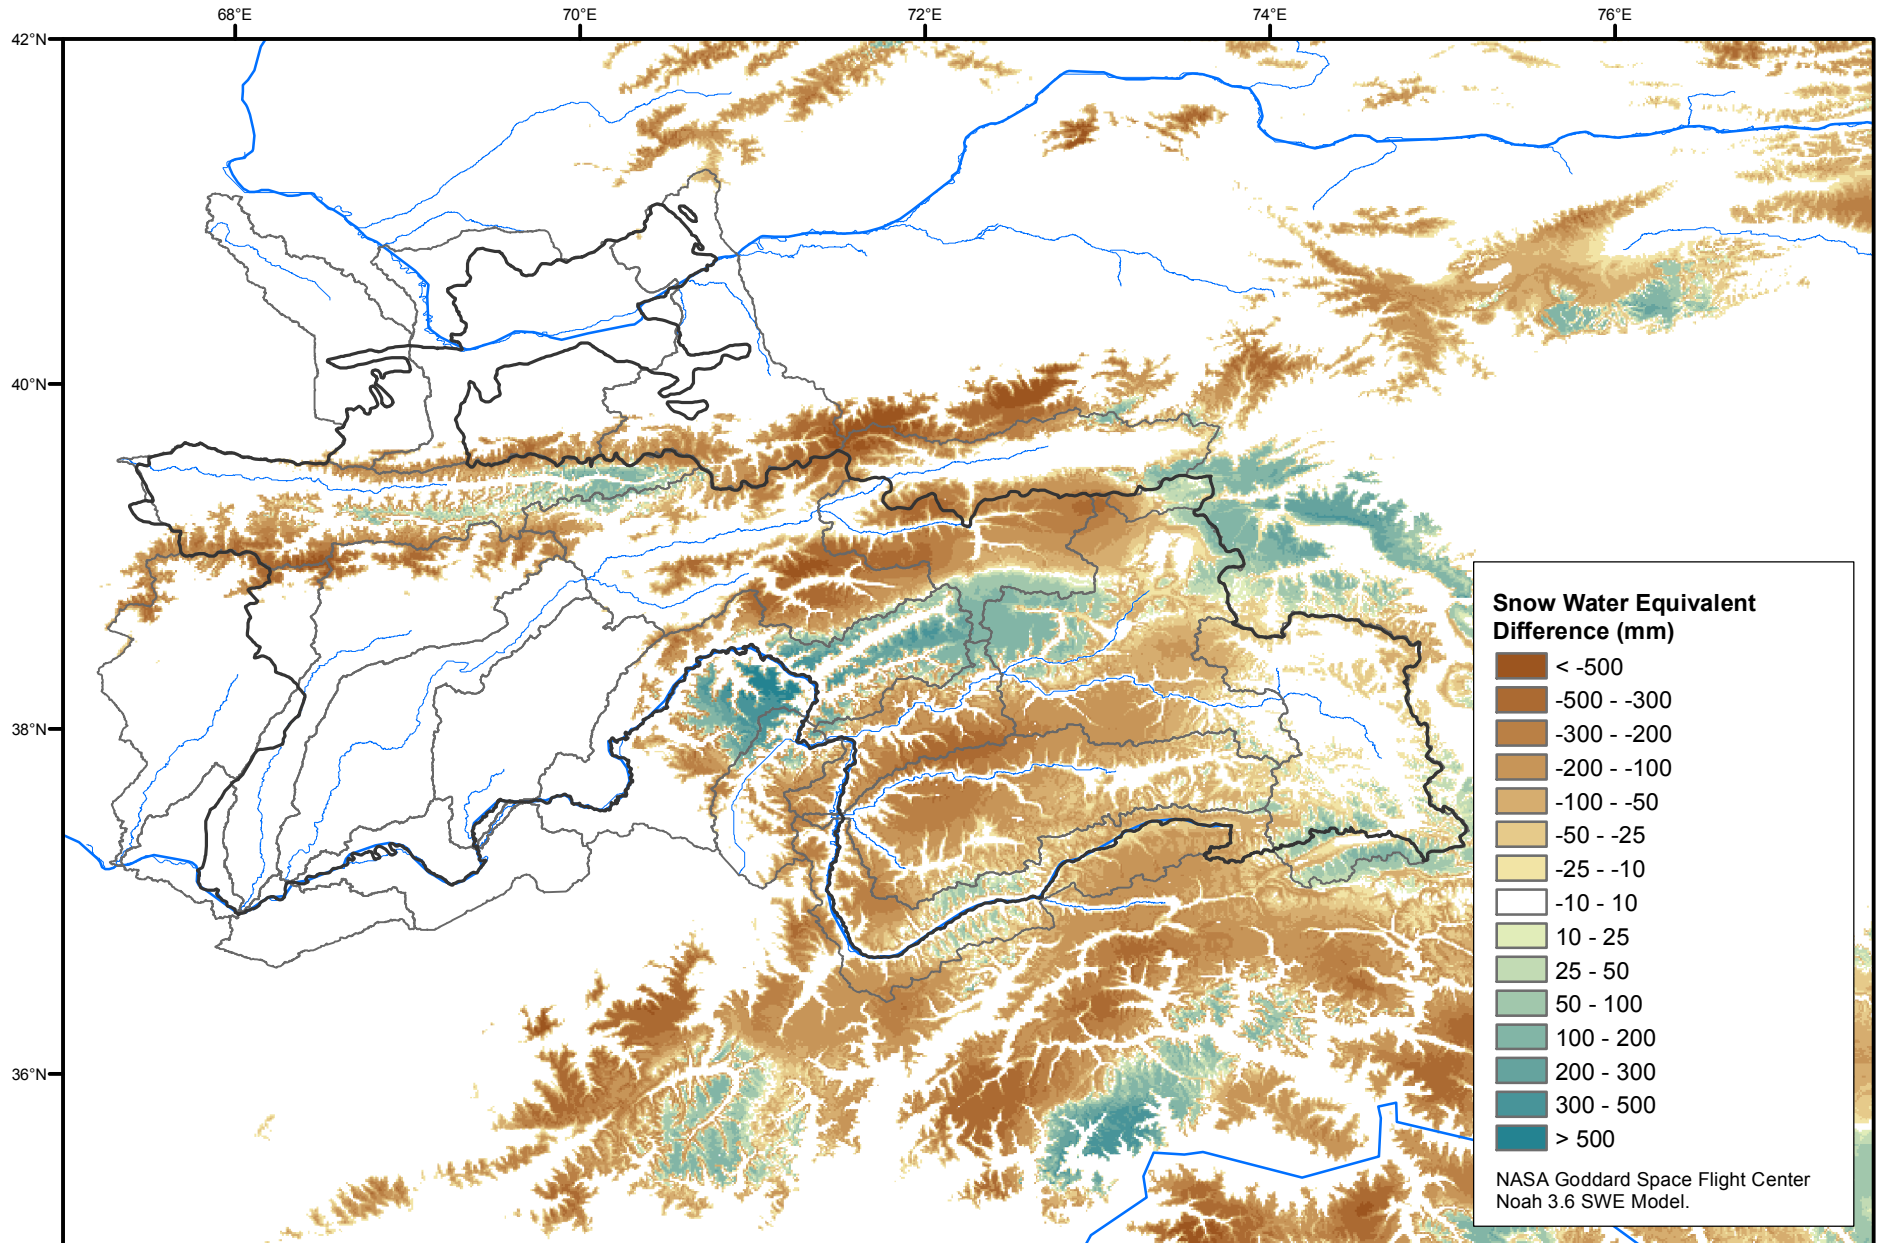 68°E
70°E
72°E
74°E
76°E
42°N
40°N
38°N
36°N
Snow Water Equivalent
Difference (mm)
< -500
-500 - -300
-300 - -200
-200 - -100
-100 - -50
-50 - -25
-25 - -10
-10 - 10
10 - 25
25 - 50
50 - 100
100 - 200
200 - 300
300 - 500
> 500
NASA Goddard Space Flight Center
Noah 3.6 SWE Model.